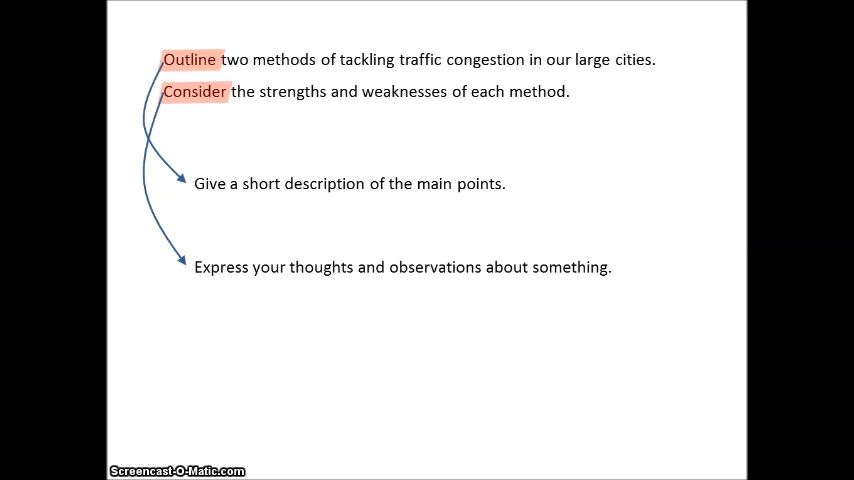 Outline two methods of tackling traffic congestion in our large cities.
Consider the strengths and weaknesses of each method.
Give a short description of the main points.
Express your thoughts and observations about something.
Screencast-O-Matic.com